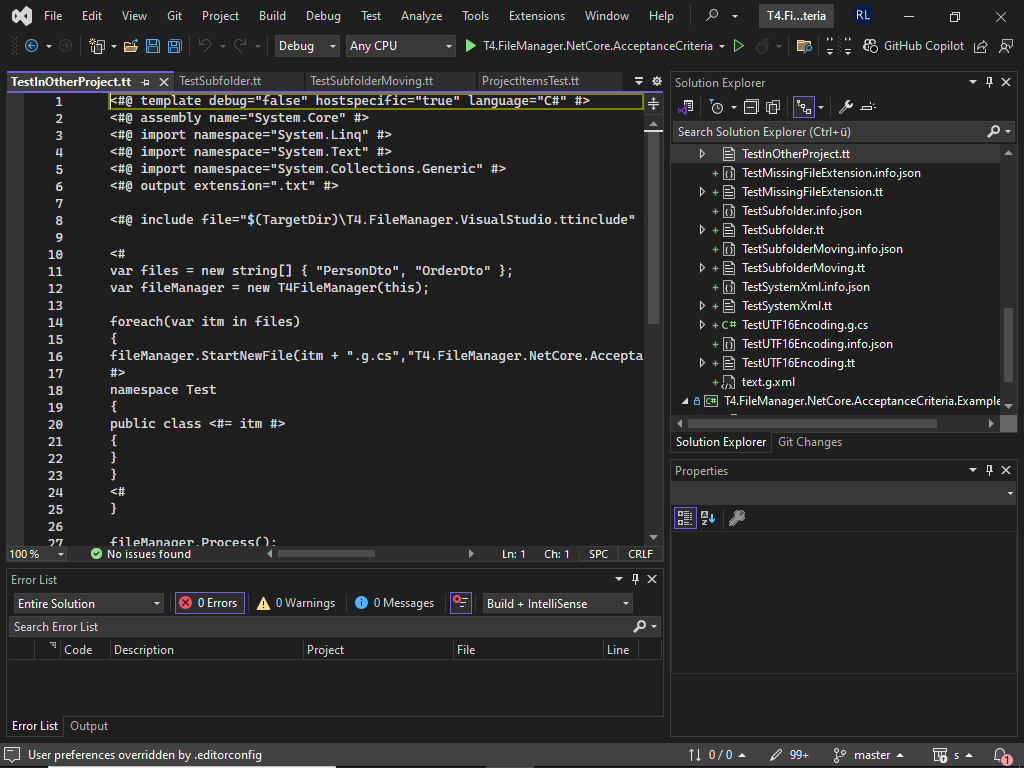 File Edit View Git Project Build Debug Test Analyze Tools Extensions Window Help T4.Fi...teria RL
Debug Any CPU T4.FileManager.NetCore.AcceptanceCriteria GitHub Copilot
TestInOtherProject.tt TestSubfolder.tt TestSubfolderMoving.tt ProjectItemsTest.tt
1 <#@ template debug="false" hostspecific="true" language="C#" #>
2 <#@ assembly name="System.Core" #>
3 <#@ import namespace="System.Linq" #>
4 <#@ import namespace="System.Text" #>
5 <#@ import namespace="System.Collections.Generic" #>
6 <#@ output extension=".txt" #>
7
8 <#@ include file="$(TargetDir)\T4.FileManager.VisualStudio.ttinclude"
9
10 <#
11 var files = new string[] { "PersonDto", "OrderDto" };
12 var fileManager = new T4FileManager(this);
13
14 foreach(var itm in files)
15 {
16 fileManager.StartNewFile(itm + ".g.cs","T4.FileManager.NetCore.Accepta
17 #>
18 namespace Test
19 {
20 public class <#= itm #>
21 {
22 }
23 }
24 <#
25 }
26
27 fileManager.Process();
100 % No issues found Ln: 1 Ch: 1 SPC CRLF
Error List
Entire Solution 0 Errors 0 Warnings 0 Messages Build + IntelliSense
Search Error List
Code Description Project File Line
Error List Output
Solution Explorer
Search Solution Explorer (Ctrl+ü)
TestInOtherProject.tt
TestMissingFileExtension.info.json
TestMissingFileExtension.tt
TestSubfolder.info.json
TestSubfolder.tt
TestSubfolderMoving.info.json
TestSubfolderMoving.tt
TestSystemXml.info.json
TestSystemXml.tt
C# TestUTF16Encoding.g.cs
TestUTF16Encoding.info.json
TestUTF16Encoding.tt
text.g.xml
C# T4.FileManager.NetCore.AcceptanceCriteria.Example
Solution Explorer Git Changes
Properties
User preferences overridden by .editorconfig 0 / 0 99+ master s 1